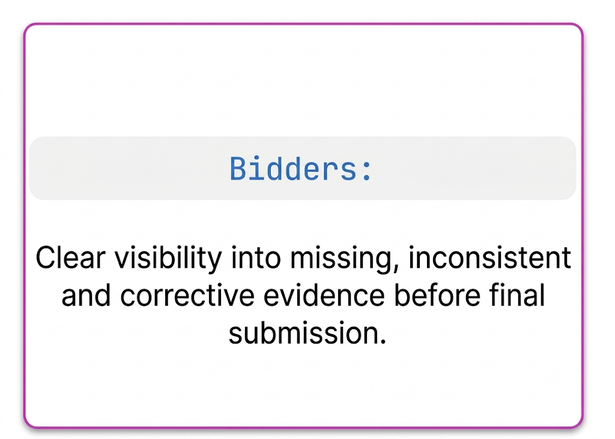 Bidders:
Clear visibility into missing, inconsistent
and corrective evidence before final
submission.